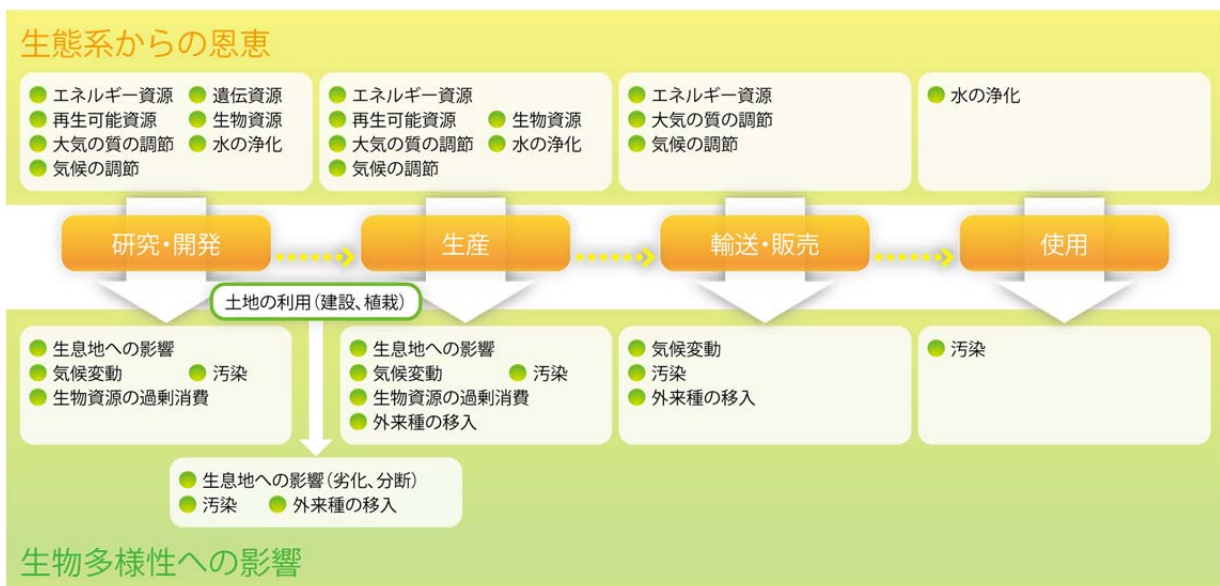 生態系からの恩恵
エネルギー資源 遺伝資源
再生可能資源 生物資源
大気の質の調節 水の浄化
気候の調節
エネルギー資源
再生可能資源 生物資源
大気の質の調節 水の浄化
気候の調節
エネルギー資源
大気の質の調節
気候の調節
水の浄化
研究・開発
生産
輸送・販売
使用
土地の利用(建設、植栽)
生息地への影響
気候変動 汚染
生物資源の過剰消費
生息地への影響
気候変動 汚染
生物資源の過剰消費
外来種の移入
気候変動
汚染
外来種の移入
汚染
生息地への影響(劣化、分断)
汚染 外来種の移入
生物多様性への影響